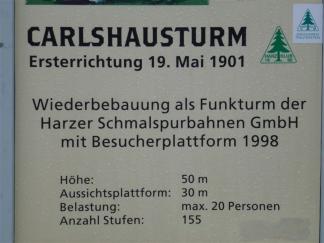 CARLSHAUSTURM
Ersterrichtung 19. Mai 1901
Wiederbebauung als Funkturm der
Harzer Schmalspurbahnen GmbH
mit Besucherplattform 1998
Höhe: 50 m
Aussichtsplattform: 30 m
Belastung: max. 20 Personen
Anzahl Stufen: 155